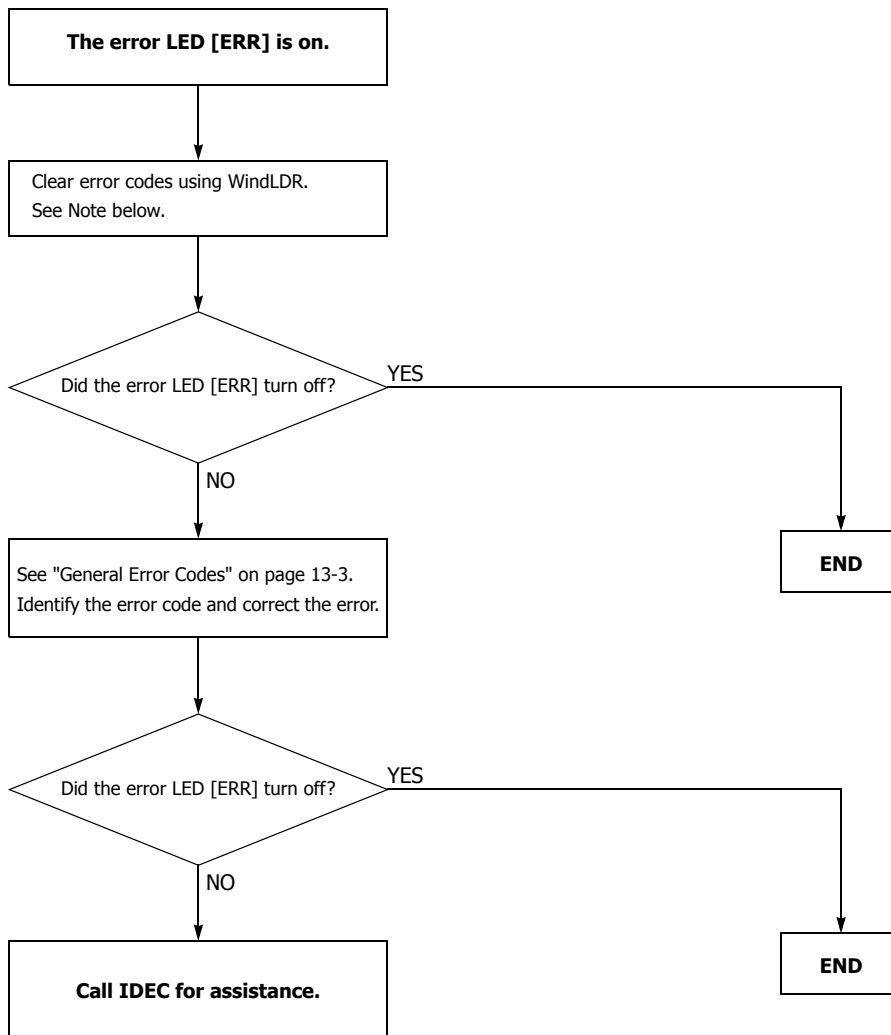 The error LED [ERR] is on.
Clear error codes using WindLDR.
See Note below.
Did the error LED [ERR] turn off?
YES
NO
END
See "General Error Codes" on page 13-3.
Identify the error code and correct the error.
Did the error LED [ERR] turn off?
YES
NO
END
Call IDEC for assistance.